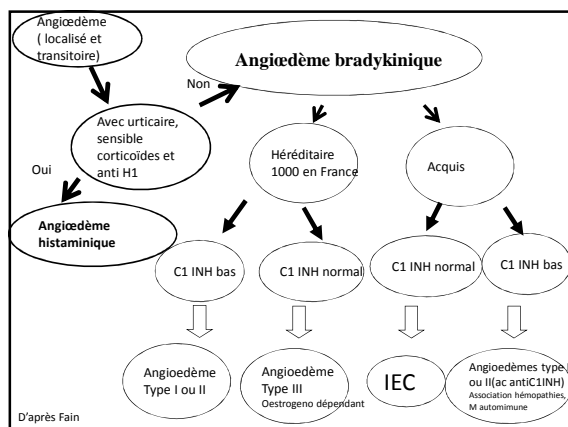 Angiœdème
( localisé et
transitoire)
Angiœdème bradykinique
Non
Avec urticaire,
sensible
corticoïdes et
anti H1
Héréditaire
1000 en France
Acquis
Oui
Angiœdème
histaminique
C1 INH bas
C1 INH normal
C1 INH normal
C1 INH bas
Angioedème
Type I ou II
Angioedème
Type III
Oestrogeno dépendant
IEC
Angioedèmes type I
ou II(ac antiC1INH)
Association hémopathies,
M autoimmune
D'après Fain